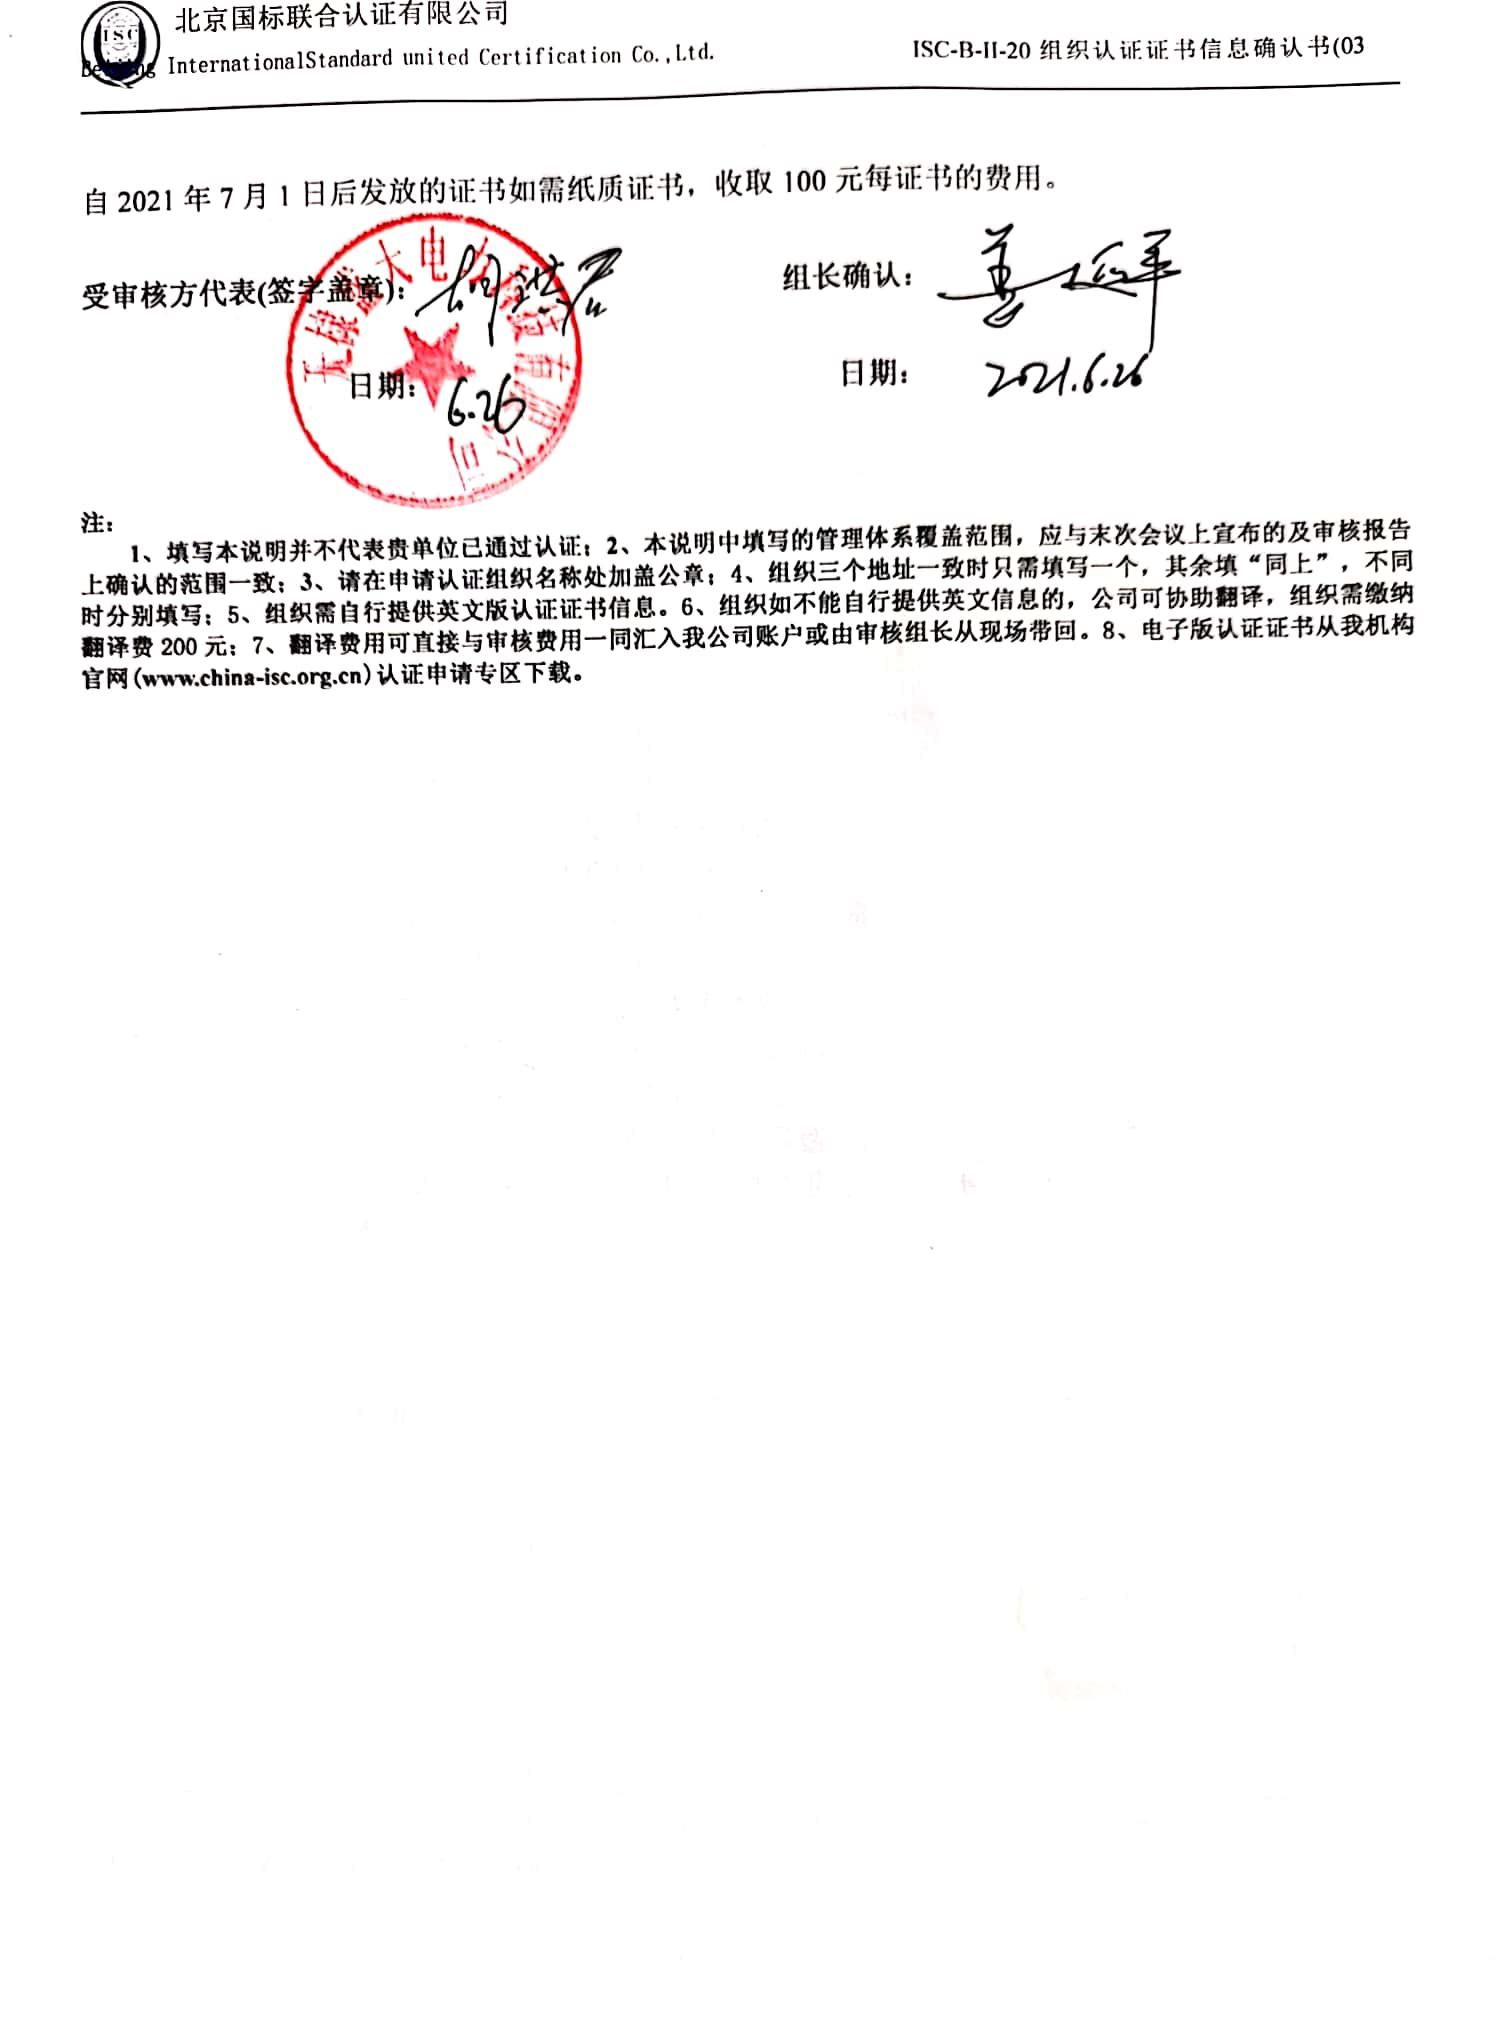 北京国标联合认证有限公司
ISC
Beijing InternationalStandard united Certification Co.,Ltd.
ISC-B-II-20 组织认证证书信息确认书(03
自 2021 年 7 月 1 日后发放的证书如需纸质证书，收取 100 元每证书的费用。
受审核方代表(签字盖章)：
组长确认：
日期：6.26
日期：2021.6.26
注：
1、填写本说明并不代表贵单位已通过认证；2、本说明中填写的管理体系覆盖范围，应与末次会议上宣布的及审核报告
上确认的范围一致；3、请在申请认证组织名称处加盖公章；4、组织三个地址一致时只需填写一个，其余填“同上”，不同
时分别填写；5、组织需自行提供英文版认证证书信息。6、组织如不能自行提供英文信息的，公司可协助翻译，组织需缴纳
翻译费 200 元；7、翻译费用可直接与审核费用一同汇入我公司账户或由审核组长从现场带回。8、电子版认证证书从我机构
官网(www.china-isc.org.cn)认证申请专区下载。